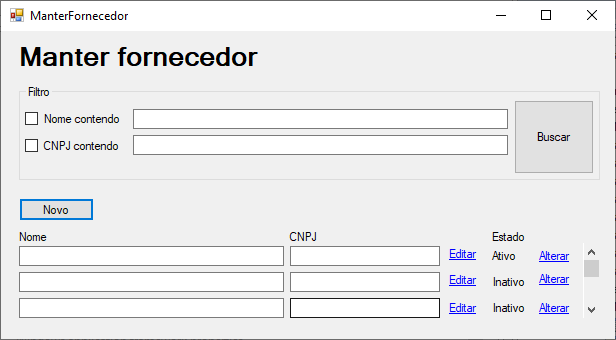 ManterFornecedor
Manter fornecedor
Filtro
Nome contendo
CNPJ contendo
Buscar
Novo
Nome CNPJ Estado
Editar Ativo Alterar
Editar Inativo Alterar
Editar Inativo Alterar